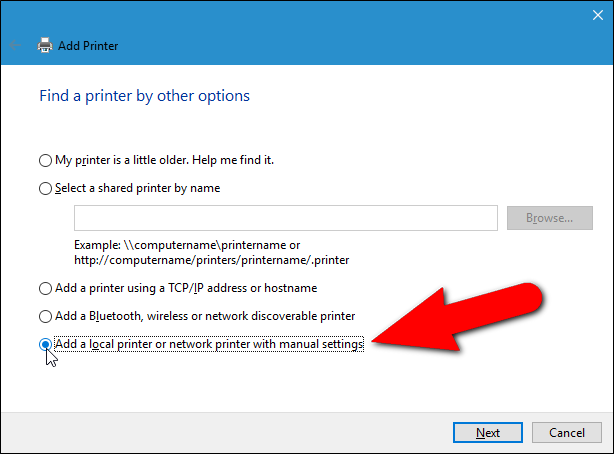 Add Printer
Find a printer by other options
My printer is a little older. Help me find it.
Select a shared printer by name
Browse...
Example: \\computername\printername or
http://computername/printers/printername/.printer
Add a printer using a TCP/IP address or hostname
Add a Bluetooth, wireless or network discoverable printer
Add a local printer or network printer with manual settings
Next
Cancel